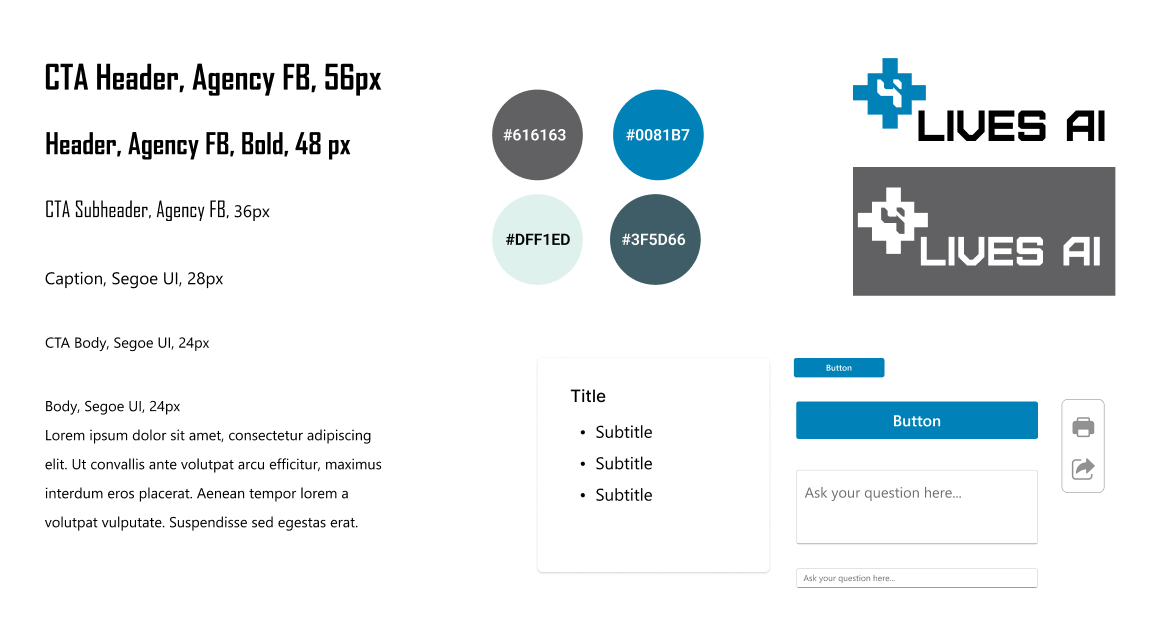 CTA Header, Agency FB, 56px
Header, Agency FB, Bold, 48 px
CTA Subheader, Agency FB, 36px
Caption, Segoe UI, 28px
CTA Body, Segoe UI, 24px
Body, Segoe UI, 24px
Lorem ipsum dolor sit amet, consectetur adipiscing
elit. Ut convallis ante volutpat arcu efficitur, maximus
interdum eros placerat. Aenean tempor lorem a
volutpat vulputate. Suspendisse sed egestas erat.
#616163
#0081B7
#DFF1ED
#3F5D66
4
LIVES AI
4
LIVES AI
Title
• Subtitle
• Subtitle
• Subtitle
Button
Button
Ask your question here...
Ask your question here...